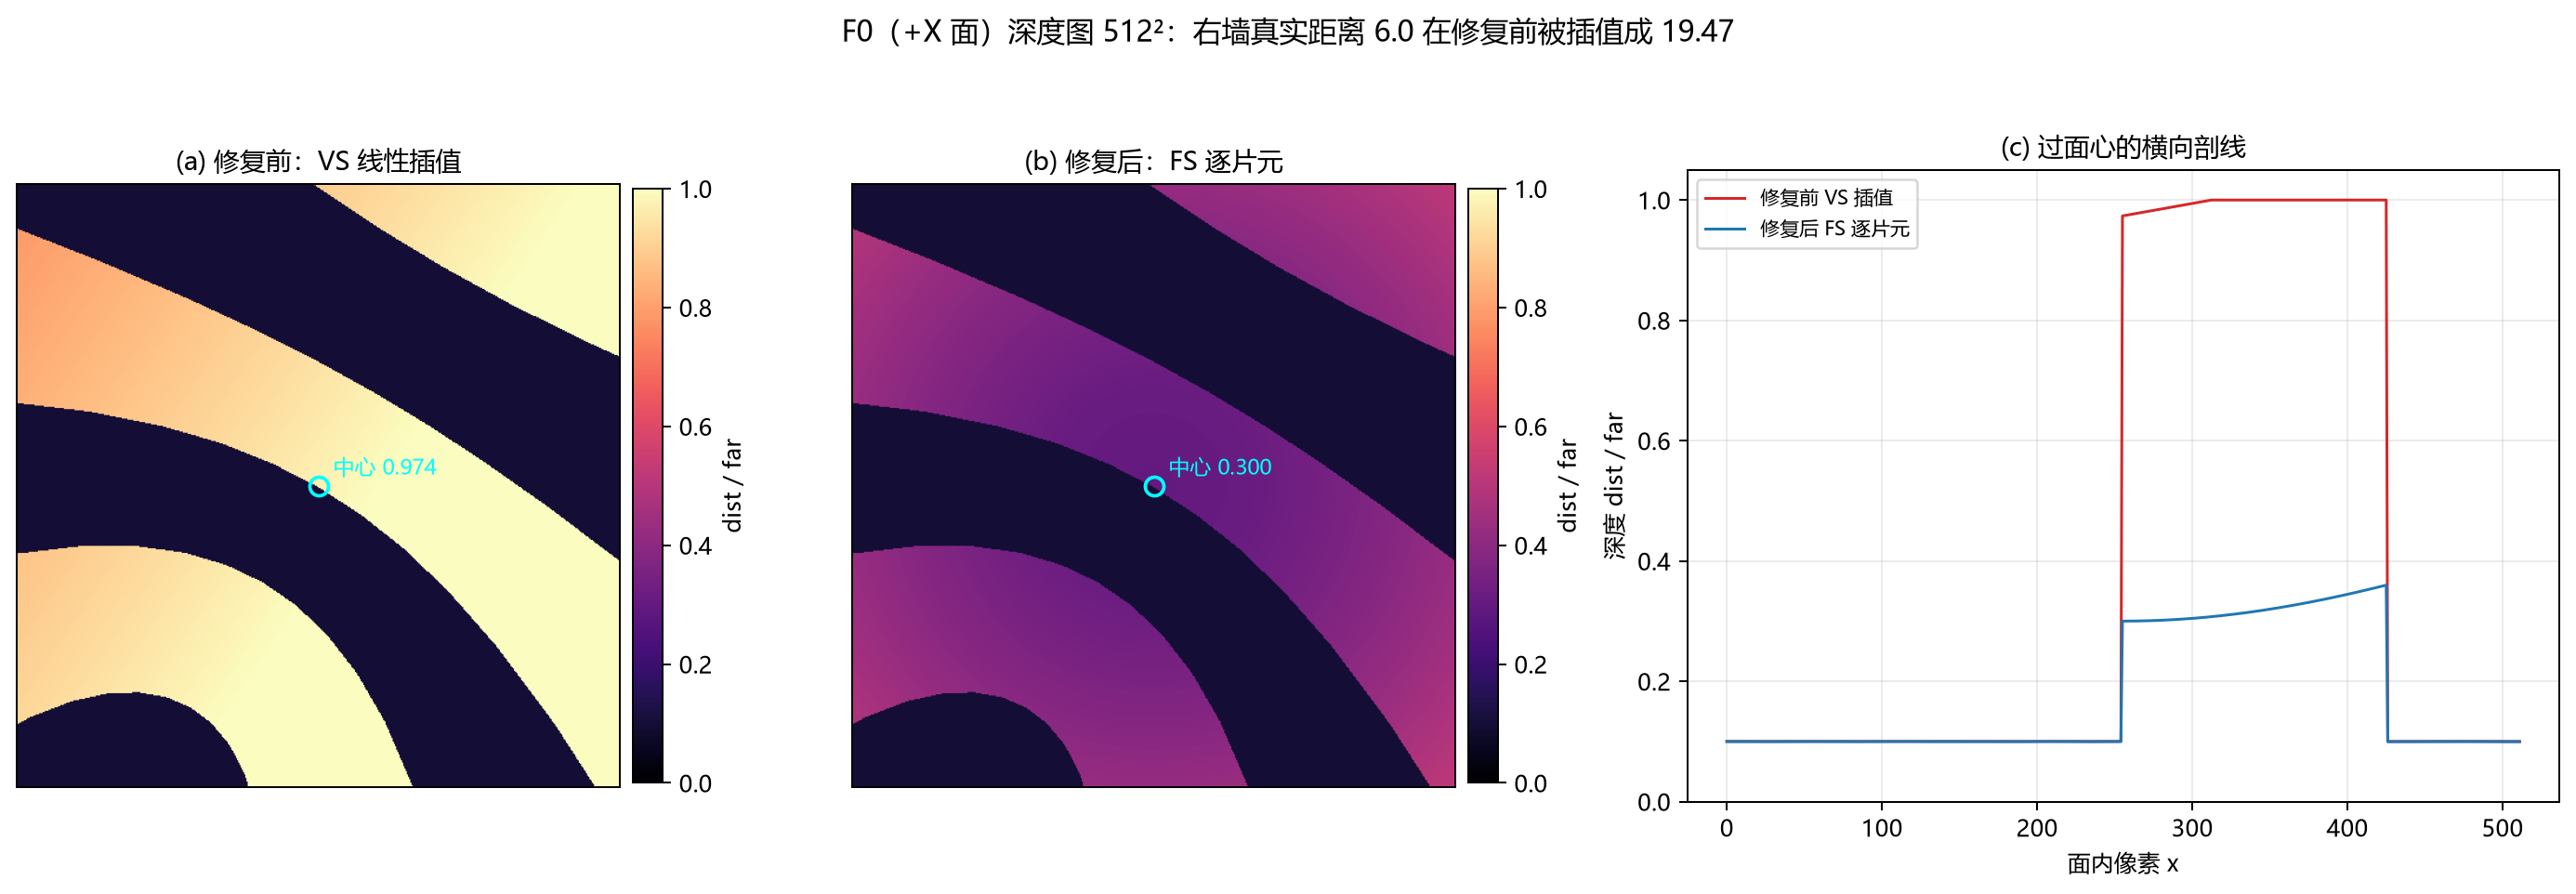 F0（+X 面）深度图 512²：右墙真实距离 6.0 在修复前被插值成 19.47
(a) 修复前：VS 线性插值
中心 0.974
1.0
0.8
0.6
0.4
0.2
0.0
dist / far
(b) 修复后：FS 逐片元
中心 0.300
1.0
0.8
0.6
0.4
0.2
0.0
dist / far
(c) 过面心的横向剖线
修复前 VS 插值
修复后 FS 逐片元
1.0
0.8
0.6
0.4
0.2
0.0
深度 dist / far
0 100 200 300 400 500
面内像素 x